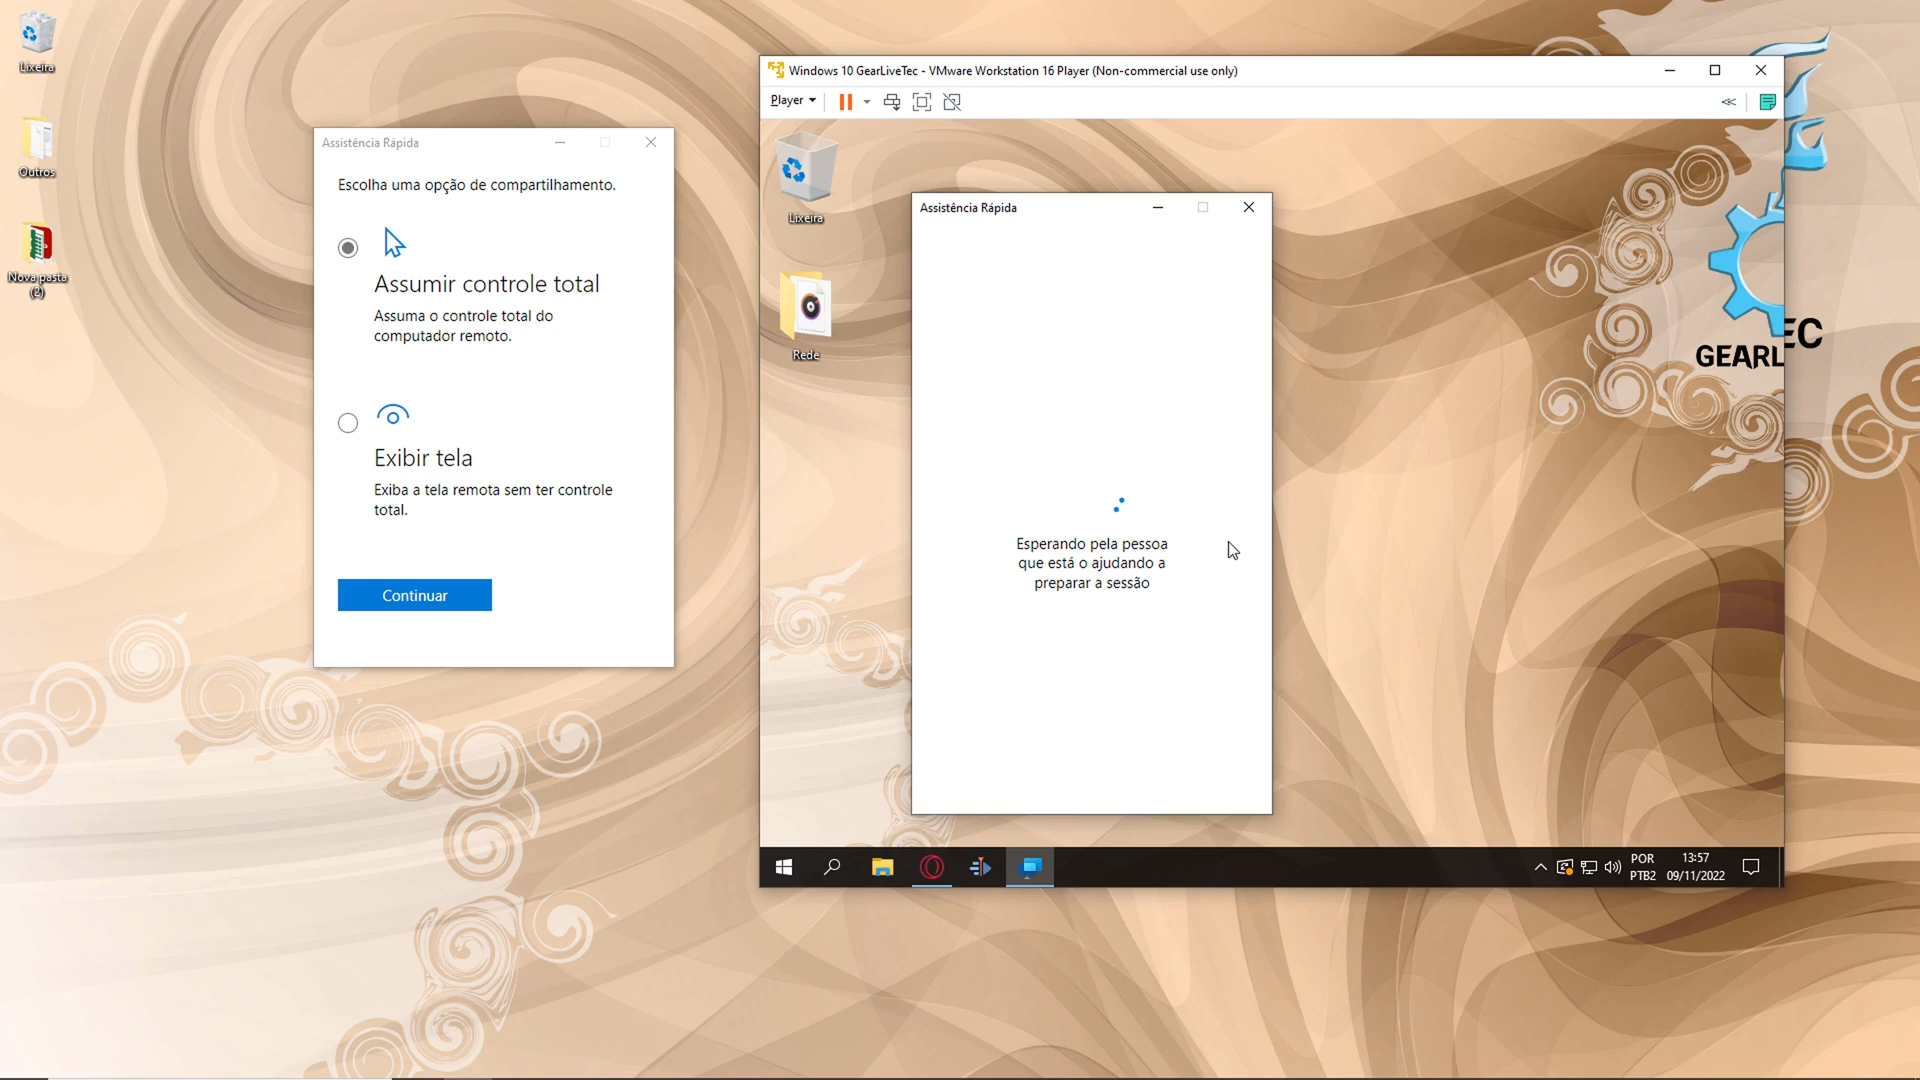 Lixeira
Outros
Nova pasta
(2)
Assistência Rápida
Escolha uma opção de compartilhamento.
Assumir controle total
Assuma o controle total do
computador remoto.
Exibir tela
Exiba a tela remota sem ter controle
total.
Continuar
Windows 10 GearLiveTec - VMware Workstation 16 Player (Non-commercial use only)
Player
Lixeira
Rede
Assistência Rápida
Esperando pela pessoa
que está o ajudando a
preparar a sessão
GEARL
EC
POR
PTB2
13:57
09/11/2022